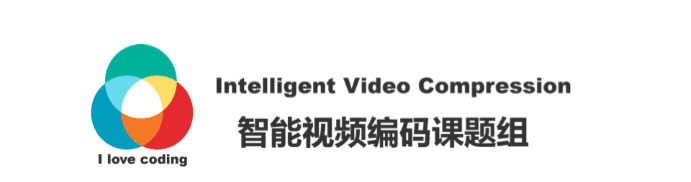 Intelligent Video Compression
智能视频编码课题组
I love coding